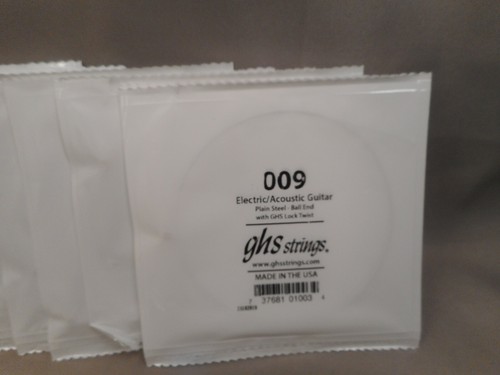 009
Electric/Acoustic Guitar
Plain Steel - Ball End
with GHS Lock Twist
ghs strings®
www.ghsstrings.com
MADE IN THE USA
7 37681 01003 4